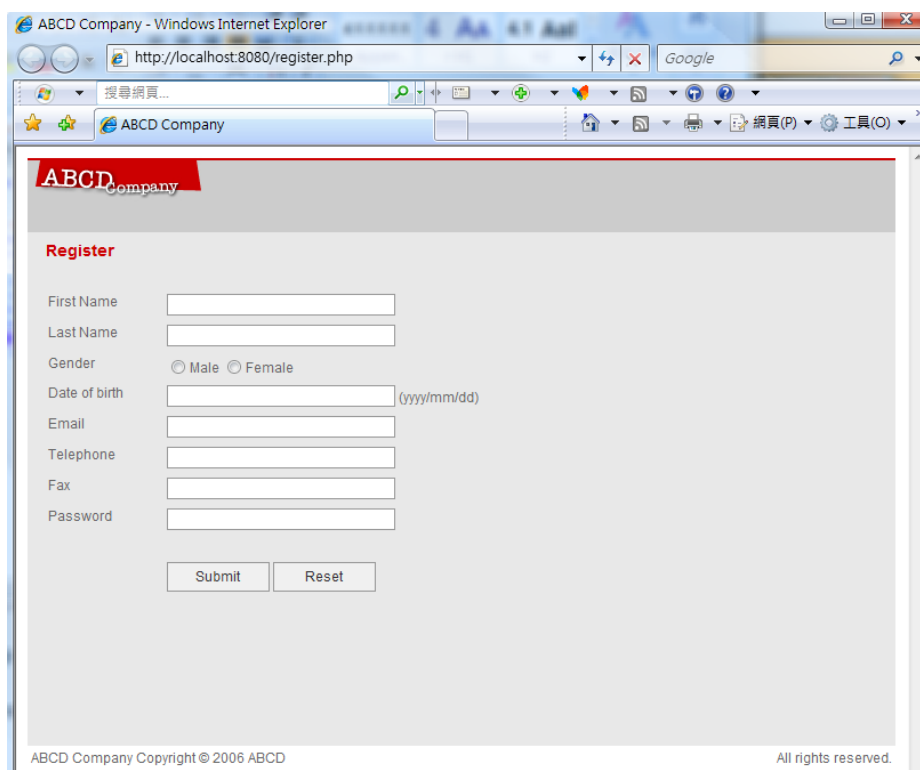 ABCD Company - Windows Internet Explorer
http://localhost:8080/register.php
Google
搜尋網頁...
ABCD Company
網頁(P)
工具(O)
ABCD Company
Register
First Name
Last Name
Gender
Male Female
Date of birth
(yyyy/mm/dd)
Email
Telephone
Fax
Password
Submit Reset
ABCD Company Copyright © 2006 ABCD
All rights reserved.